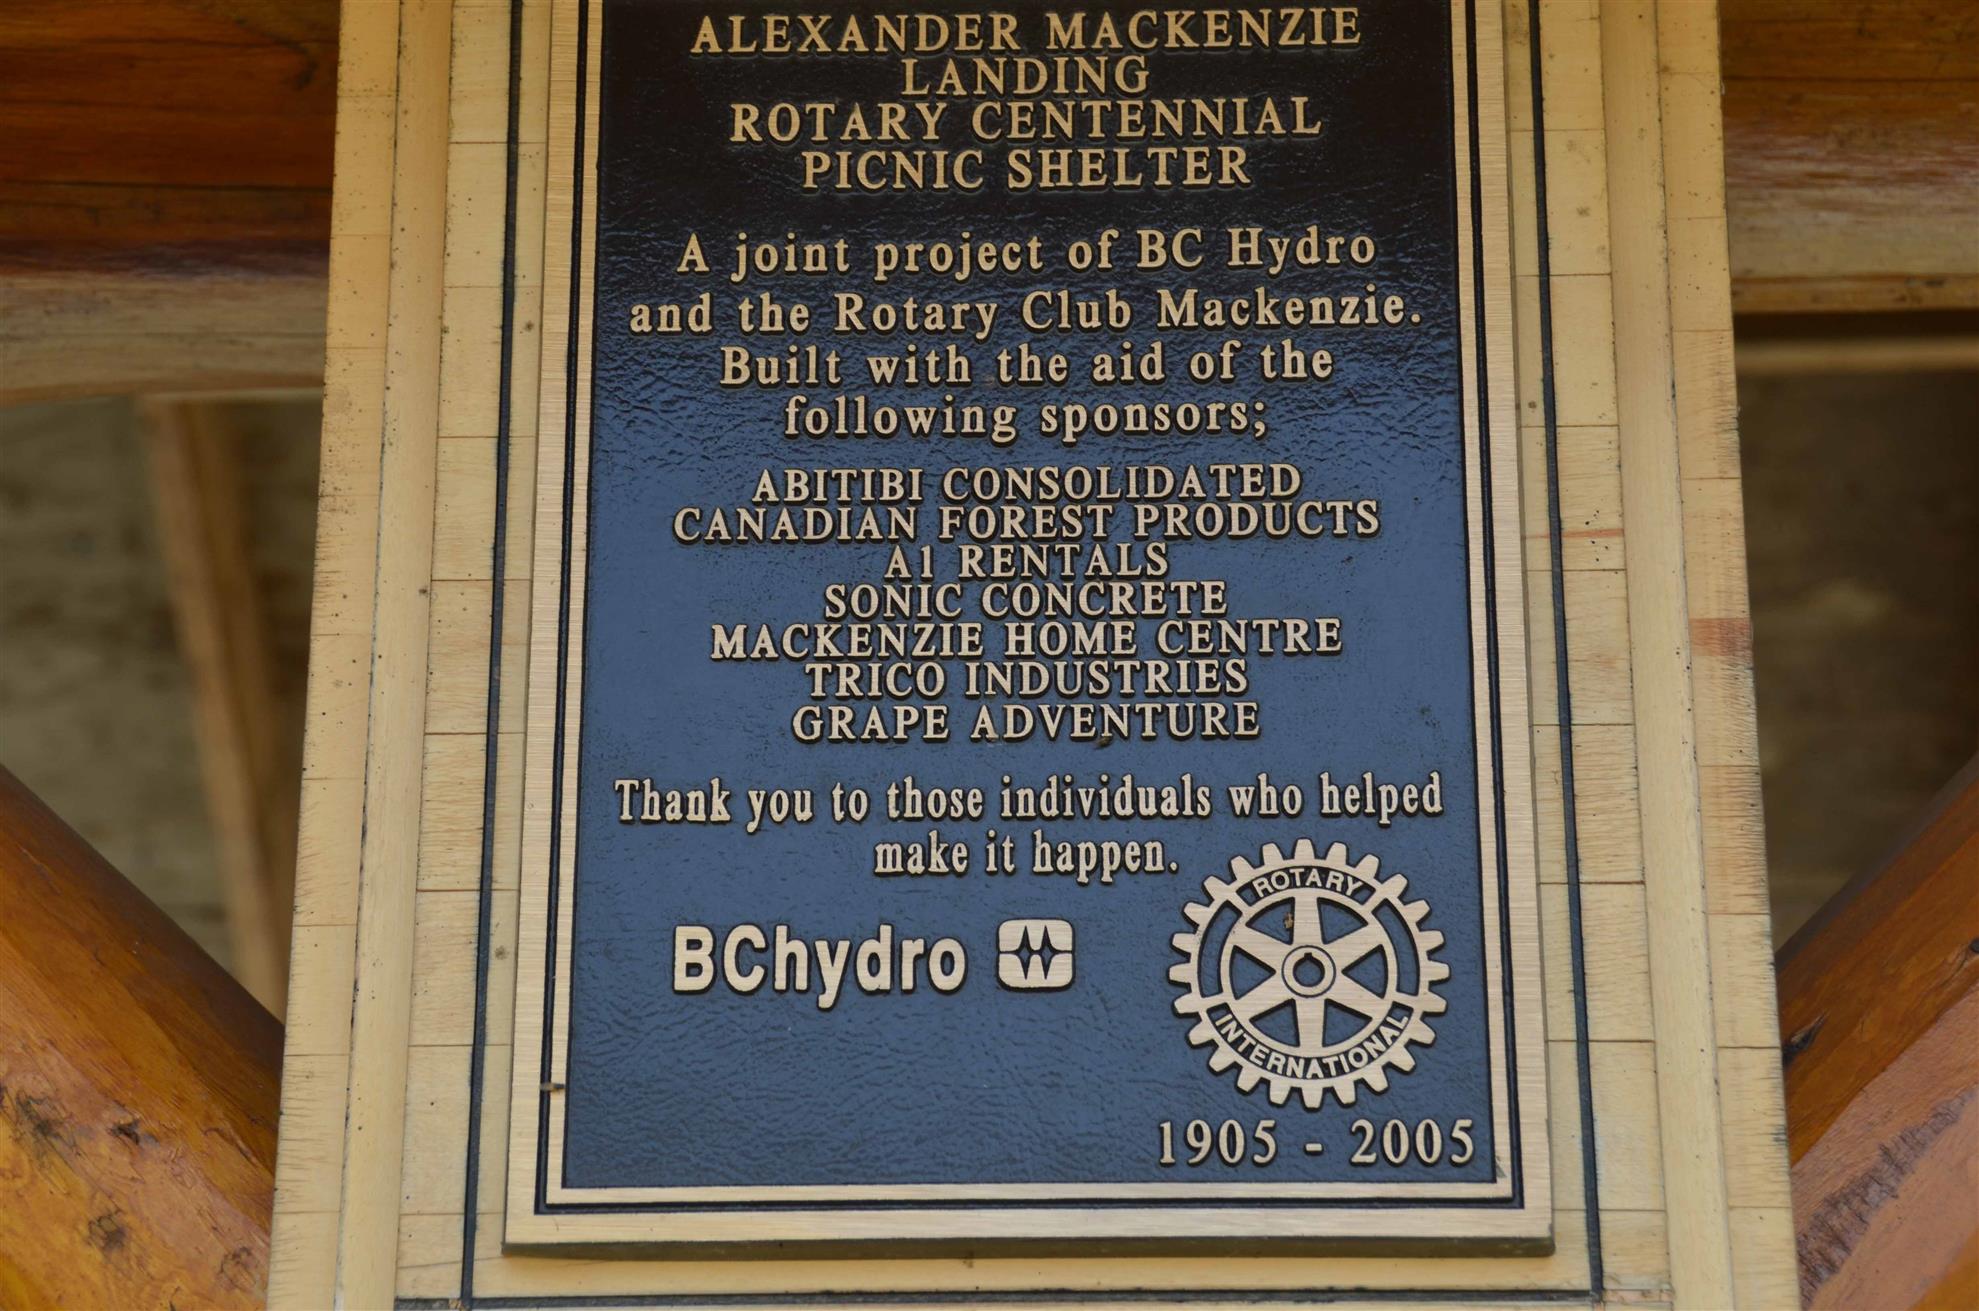 ALEXANDER MACKENZIE
LANDING
ROTARY CENTENNIAL
PICNIC SHELTER
A joint project of BC Hydro
and the Rotary Club Mackenzie.
Built with the aid of the
following sponsors;
ABITIBI CONSOLIDATED
CANADIAN FOREST PRODUCTS
A1 RENTALS
SONIC CONCRETE
MACKENZIE HOME CENTRE
TRICO INDUSTRIES
GRAPE ADVENTURE
Thank you to those individuals who helped
make it happen.
BChydro
ROTARY
INTERNATIONAL
1905 - 2005